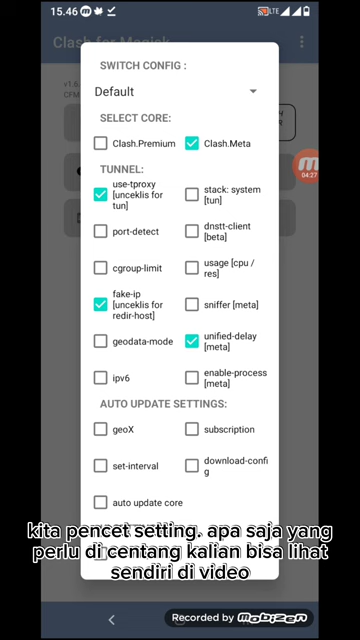 15.46
LTE
Clash for Magisk
SWITCH CONFIG :
Default
SELECT CORE:
Clash.Premium
Clash.Meta
TUNNEL:
use-tproxy
[unceklis for
tun]
stack: system
[tun]
port-detect
dnstt-client
[beta]
cgroup-limit
usage [cpu /
res]
fake-ip
[unceklis for
redir-host]
sniffer [meta]
geodata-mode
unified-delay
[meta]
ipv6
enable-process
[meta]
AUTO UPDATE SETTINGS:
geoX
subscription
set-interval
download-confi
g
auto update core
04:27
kita pencet setting. apa saja yang
perlu di centang kalian bisa lihat
sendiri di video
Recorded by mobizen